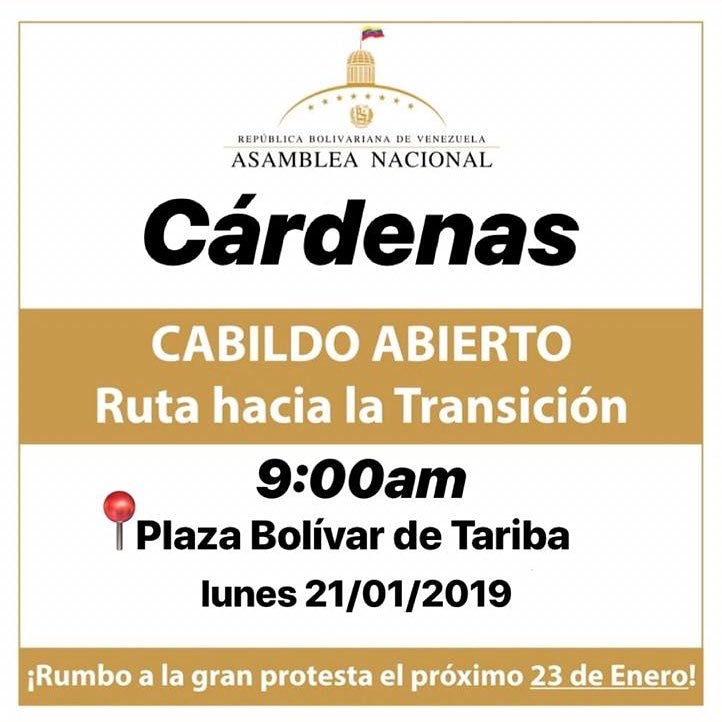 REPÚBLICA BOLIVARIANA DE VENEZUELA
ASAMBLEA NACIONAL
Cárdenas
CABILDO ABIERTO
Ruta hacia la Transición
9:00am
Plaza Bolívar de Tariba
lunes 21/01/2019
¡Rumbo a la gran protesta el próximo 23 de Enero!